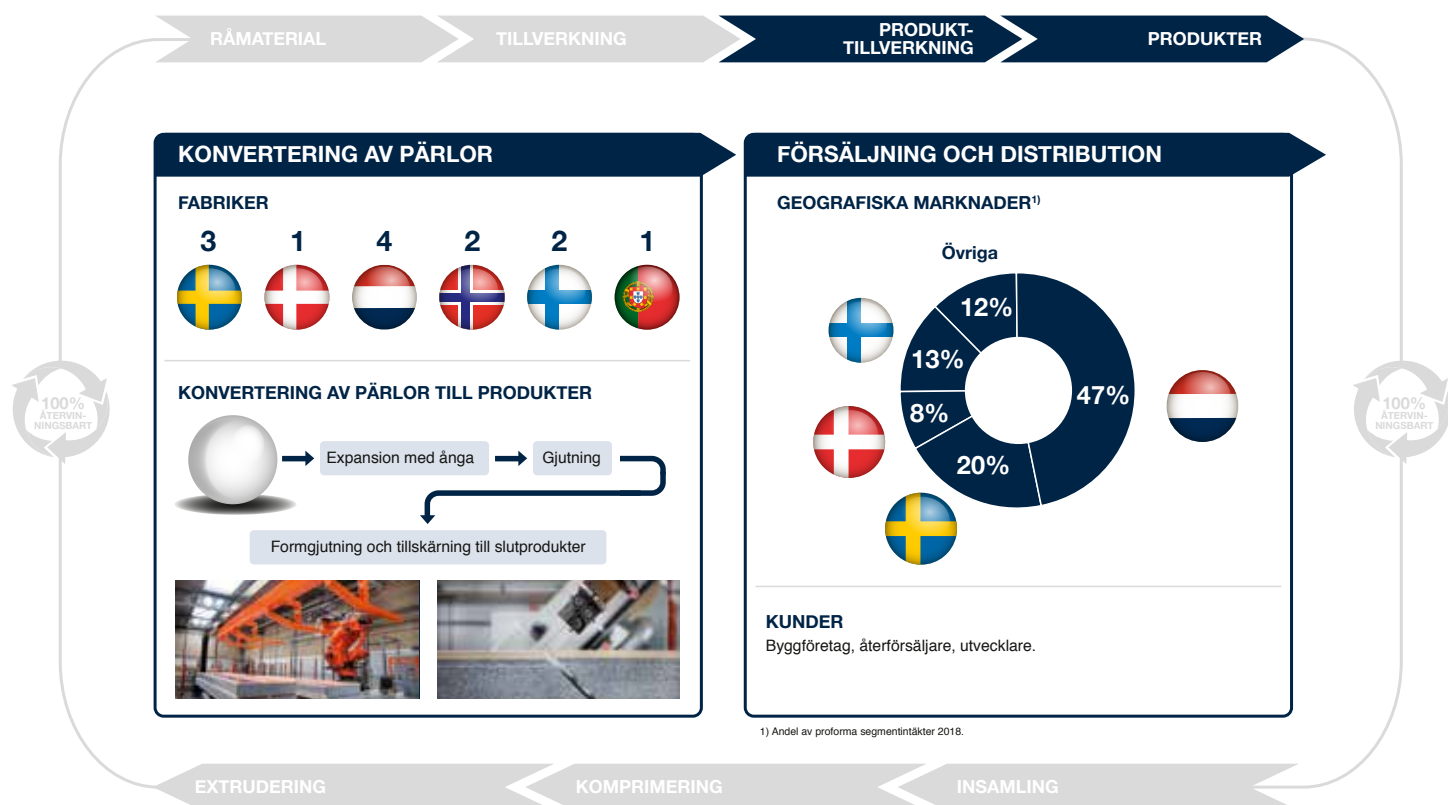 RÅMATERIAL
TILLVERKNING
PRODUKT-
TILLVERKNING
PRODUKTER
KONVERTERING AV PÄRLOR
FABRIKER
3 1 4 2 2 1
KONVERTERING AV PÄRLOR TILL PRODUKTER
Expansion med ånga
Gjutning
Formgjutning och tillskärning till slutprodukter
FÖRSÄLJNING OCH DISTRIBUTION
GEOGRAFISKA MARKNADER1)
Övriga
12%
13%
47%
8%
20%
KUNDER
Byggföretag, återförsäljare, utvecklare.
1) Andel av proforma segmentintäkter 2018.
100%
ÅTERVIN-
NINGSBART
100%
ÅTERVIN-
NINGSBART
EXTRUDERING
KOMPRIMERING
INSAMLING